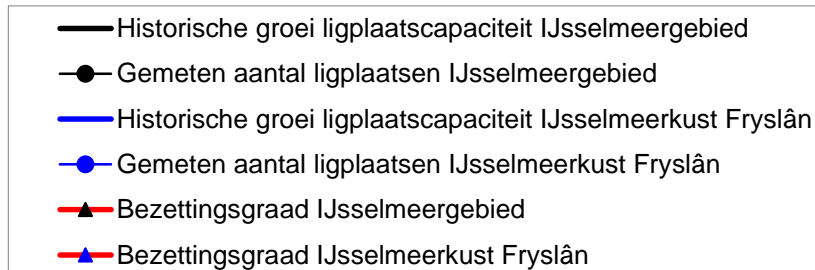 Historische groei ligplaatscapaciteit IJsselmeergebied
Gemeten aantal ligplaatsen IJsselmeergebied
Historische groei ligplaatscapaciteit IJsselmeerkust Fryslân
Gemeten aantal ligplaatsen IJsselmeerkust Fryslân
Bezettingsgraad IJsselmeergebied
Bezettingsgraad IJsselmeerkust Fryslân